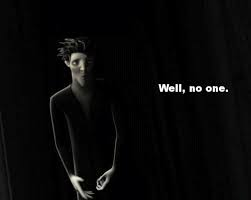 Well, no one.